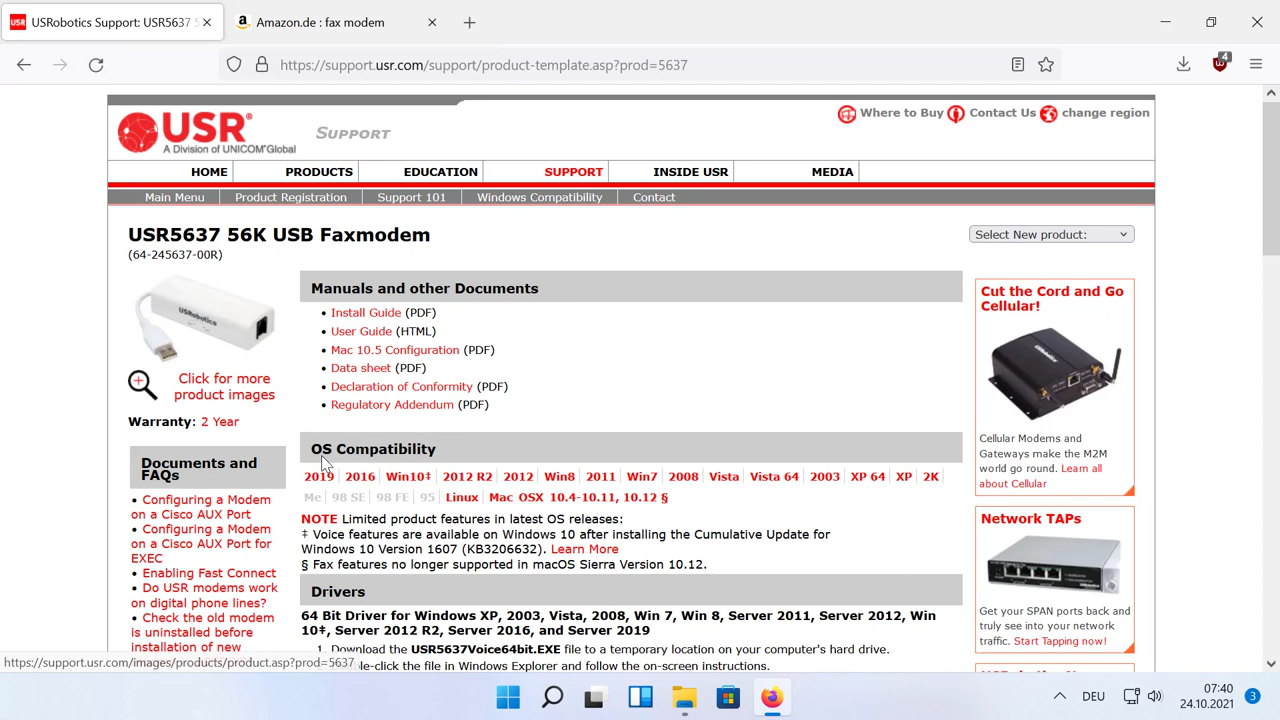 USRobotics Support: USR5637 5
Amazon.de : fax modem
https://support.usr.com/support/product-template.asp?prod=5637
4
USR
A Division of UNICOM®Global
SUPPORT
Where to Buy
Contact Us
change region
HOME
PRODUCTS
EDUCATION
SUPPORT
INSIDE USR
MEDIA
Main Menu
Product Registration
Support 101
Windows Compatibility
Contact
USR5637 56K USB Faxmodem
(64-245637-00R)
Select New product:
USRobotics
Click for more
product images
Warranty: 2 Year
Documents and
FAQs
• Configuring a Modem
on a Cisco AUX Port
• Configuring a Modem
on a Cisco AUX Port for
EXEC
• Enabling Fast Connect
• Do USR modems work
on digital phone lines?
• Check the old modem
is uninstalled before
installation of new
Manuals and other Documents
• Install Guide (PDF)
• User Guide (HTML)
• Mac 10.5 Configuration (PDF)
• Data sheet (PDF)
• Declaration of Conformity (PDF)
• Regulatory Addendum (PDF)
OS Compatibility
2019 2016 Win10‡ 2012 R2 2012 Win8 2011 Win7 2008 Vista Vista 64 2003 XP 64 XP 2K
Me 98 SE 98 FE 95 Linux Mac OSX 10.4-10.11, 10.12 §
NOTE Limited product features in latest OS releases:
‡ Voice features are available on Windows 10 after installing the Cumulative Update for
Windows 10 Version 1607 (KB3206632). Learn More
§ Fax features no longer supported in macOS Sierra Version 10.12.
Drivers
64 Bit Driver for Windows XP, 2003, Vista, 2008, Win 7, Win 8, Server 2011, Server 2012, Win
10‡, Server 2012 R2, Server 2016, and Server 2019
1. Download the USR5637Voice64bit.EXE file to a temporary location on your computer's hard drive.
le-click the file in Windows Explorer and follow the on-screen instructions.
Cut the Cord and Go
Cellular!
Cellular Modems and
Gateways make the M2M
world go round. Learn all
about Cellular
Network TAPs
Get your SPAN ports back and
truly see into your network
traffic. Start Tapping now!
https://support.usr.com/images/products/product.asp?prod=5637
DEU
07:40
24.10.2021
3